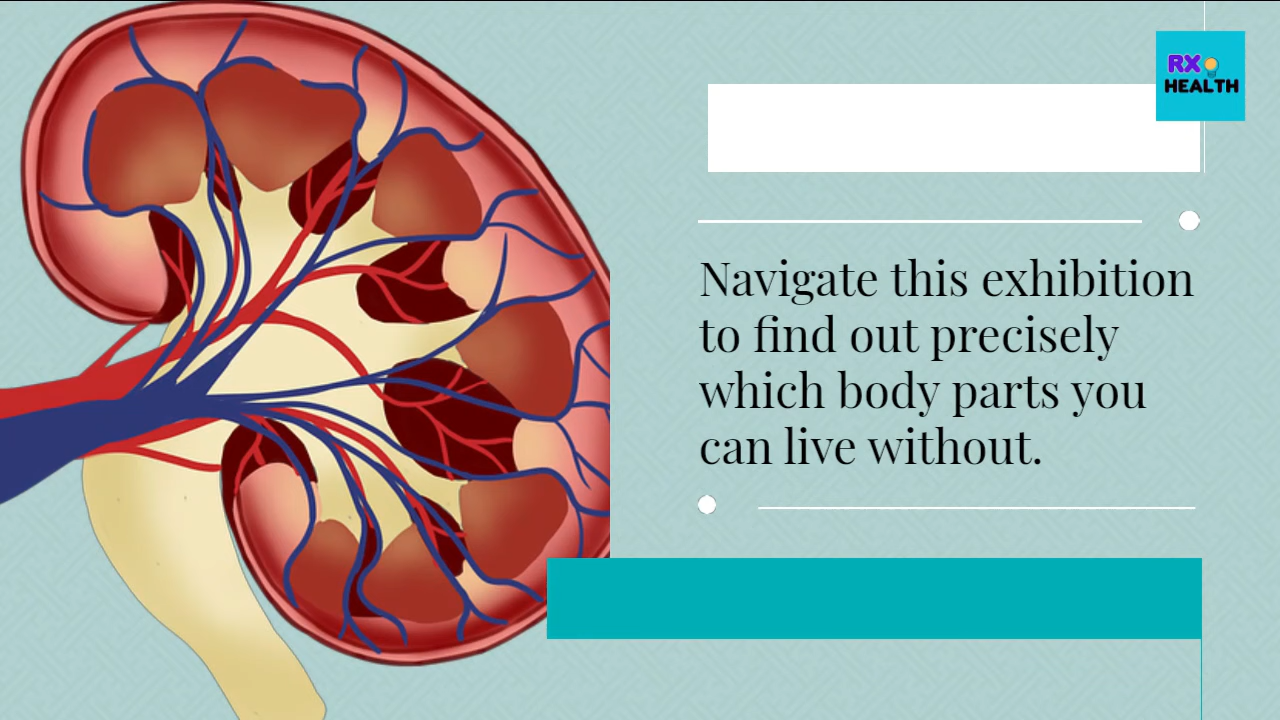 RX
HEALTH
Navigate this exhibition
to find out precisely
which body parts you
can live without.